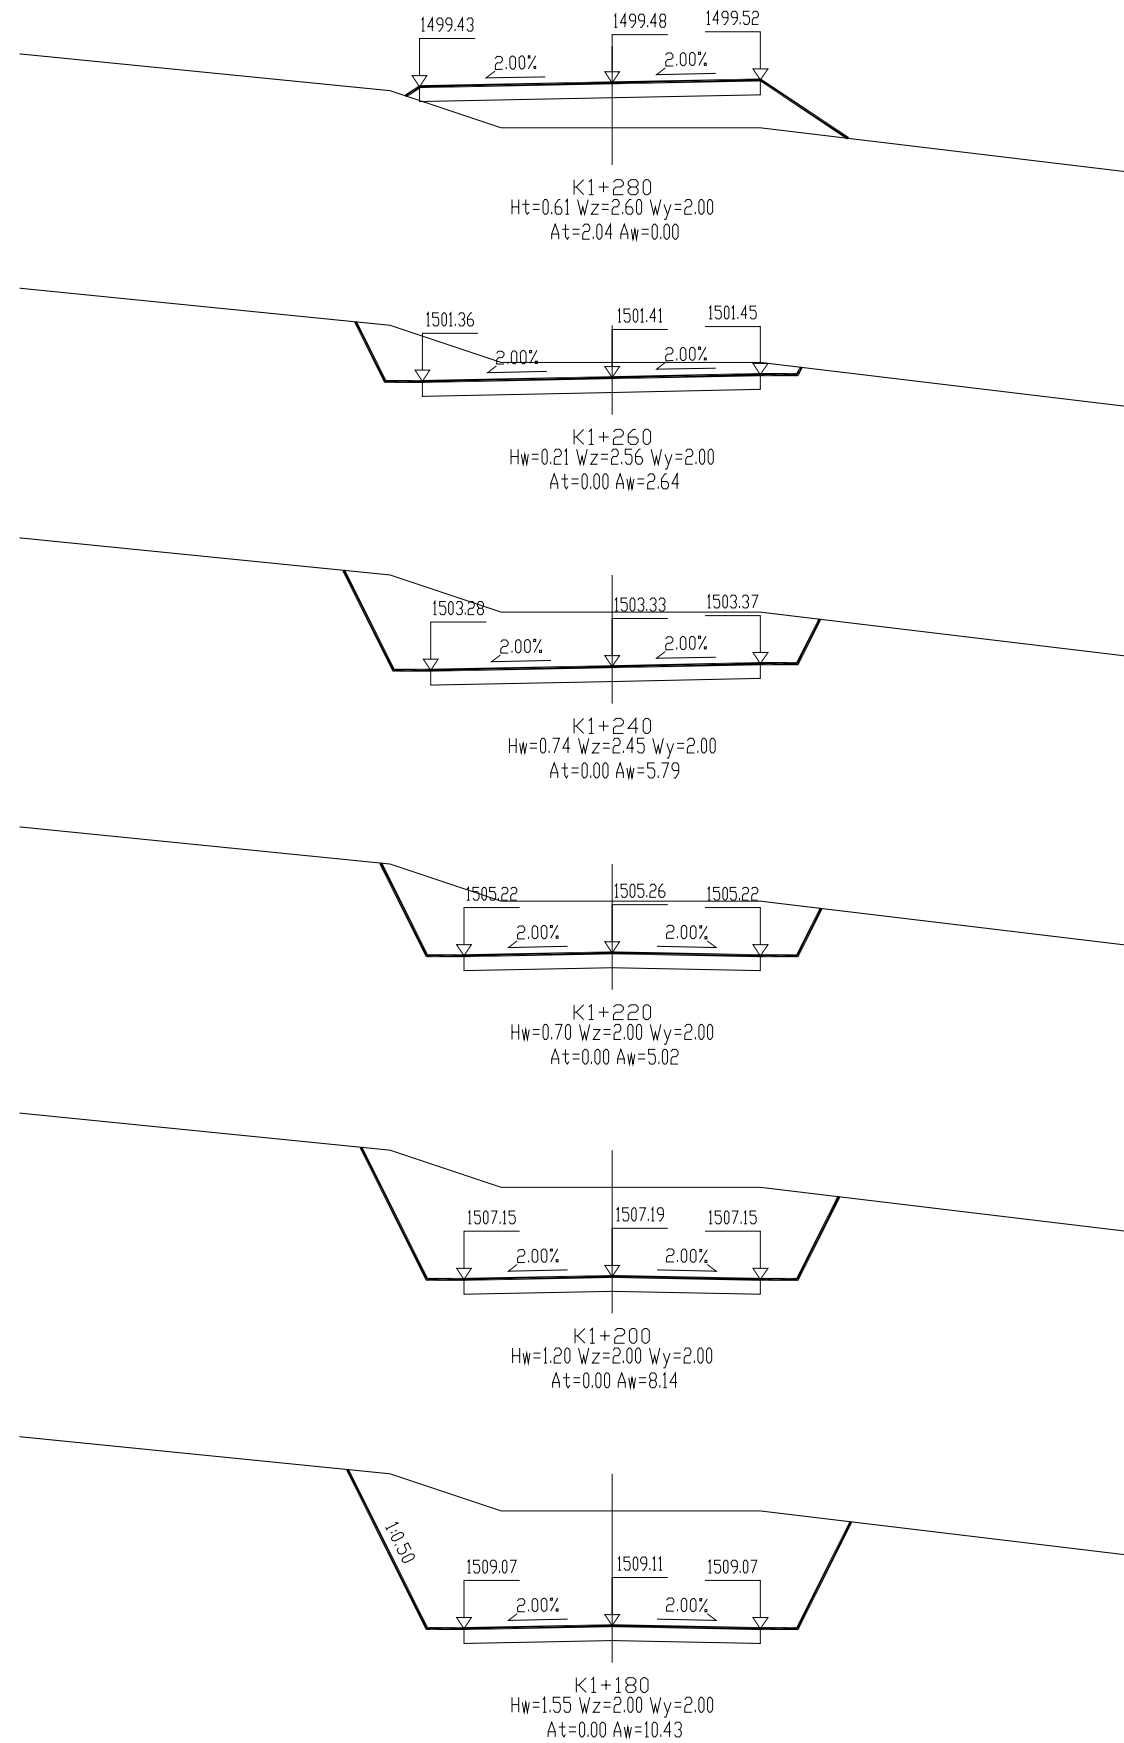 1499.43 1499.48 1499.52
2.00% 2.00%
K1+280
Ht=0.61 Wz=2.60 Wy=2.00
At=2.04 Aw=0.00
1501.36 1501.41 1501.45
2.00% 2.00%
K1+260
Hw=0.21 Wz=2.56 Wy=2.00
At=0.00 Aw=2.64
1503.28 1503.33 1503.37
2.00% 2.00%
K1+240
Hw=0.74 Wz=2.45 Wy=2.00
At=0.00 Aw=5.79
1505.22 1505.26 1505.22
2.00% 2.00%
K1+220
Hw=0.70 Wz=2.00 Wy=2.00
At=0.00 Aw=5.02
1507.15 1507.19 1507.15
2.00% 2.00%
K1+200
Hw=1.20 Wz=2.00 Wy=2.00
At=0.00 Aw=8.14
1:0.50
1509.07 1509.11 1509.07
2.00% 2.00%
K1+180
Hw=1.55 Wz=2.00 Wy=2.00
At=0.00 Aw=10.43